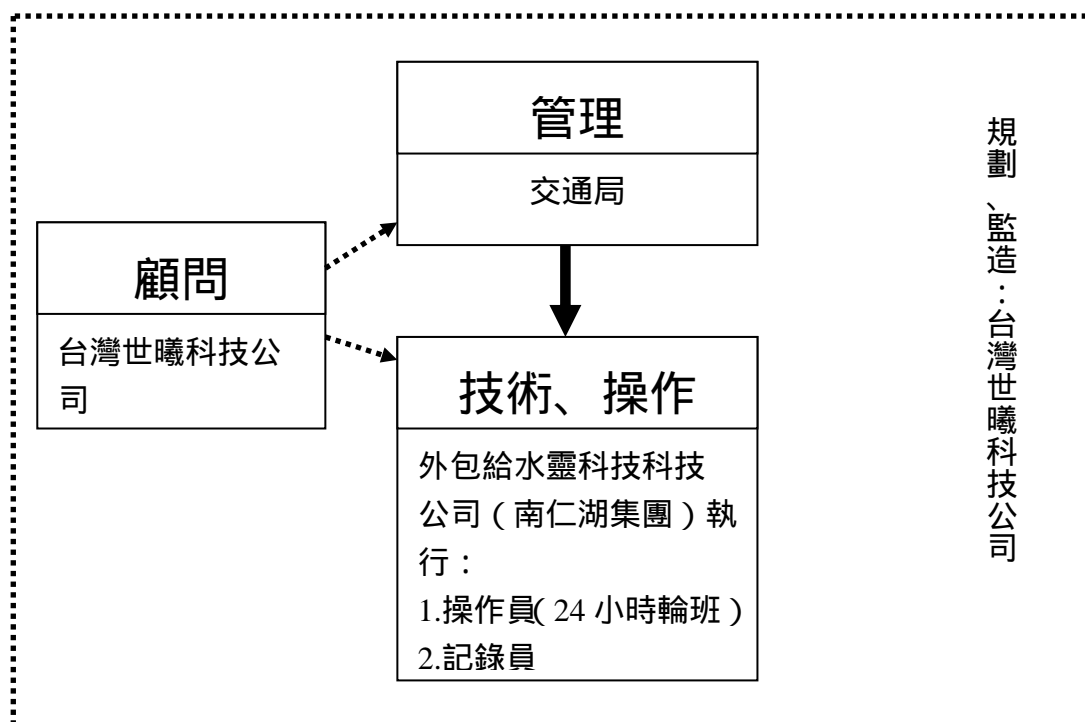 管理
交通局
顧問
台灣世曦科技公
司
技術、操作
外包給水靈科技科技
公司（南仁湖集團）執
行：
1.操作員（24 小時輪班）
2.記錄員
規劃、監造：台灣世曦科技公司